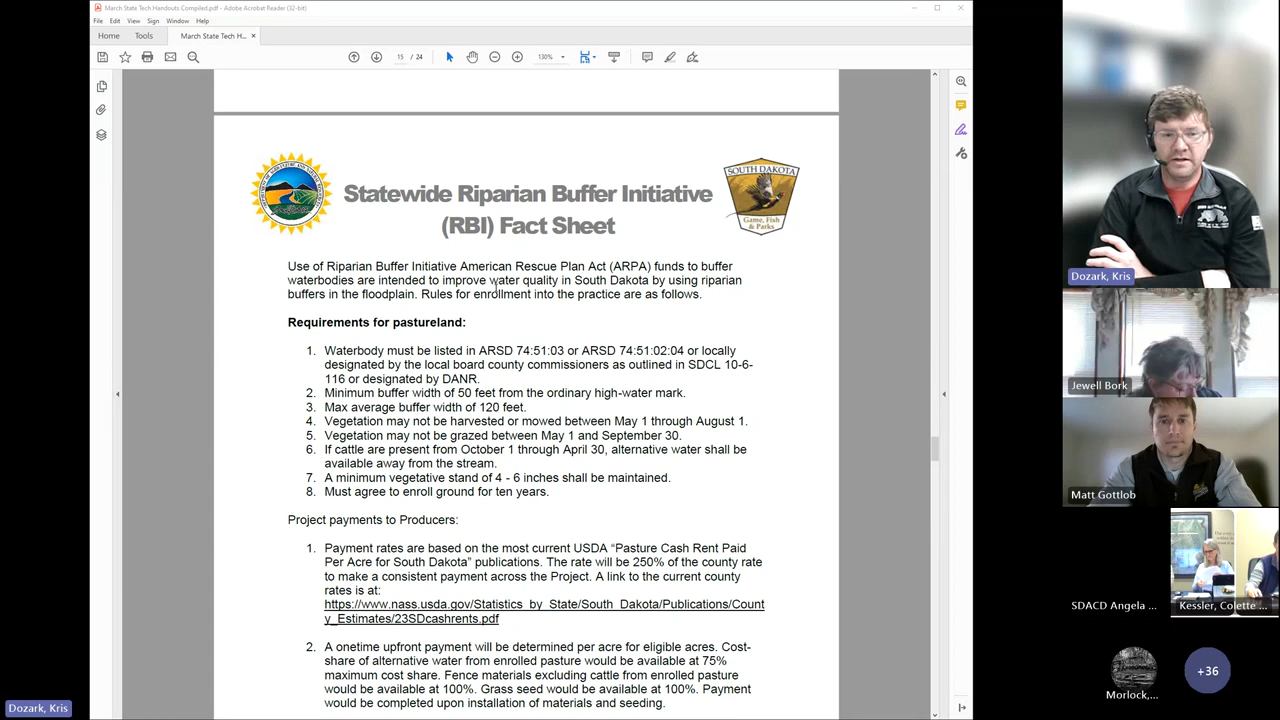 March State Tech Handouts Compiled.pdf - Adobe Acrobat Reader (32-bit)
File Edit View Sign Window Help
Home Tools March State Tech H... ×
15 / 24 130%
SOUTH DAKOTA
Game, Fish
& Parks
Statewide Riparian Buffer Initiative
(RBI) Fact Sheet
Use of Riparian Buffer Initiative American Rescue Plan Act (ARPA) funds to buffer
waterbodies are intended to improve water quality in South Dakota by using riparian
buffers in the floodplain. Rules for enrollment into the practice are as follows.
Requirements for pastureland:
1. Waterbody must be listed in ARSD 74:51:03 or ARSD 74:51:02:04 or locally
designated by the local board county commissioners as outlined in SDCL 10-6-
116 or designated by DANR.
2. Minimum buffer width of 50 feet from the ordinary high-water mark.
3. Max average buffer width of 120 feet.
4. Vegetation may not be harvested or mowed between May 1 through August 1.
5. Vegetation may not be grazed between May 1 and September 30.
6. If cattle are present from October 1 through April 30, alternative water shall be
available away from the stream.
7. A minimum vegetative stand of 4 - 6 inches shall be maintained.
8. Must agree to enroll ground for ten years.
Project payments to Producers:
1. Payment rates are based on the most current USDA “Pasture Cash Rent Paid
Per Acre for South Dakota” publications. The rate will be 250% of the county rate
to make a consistent payment across the Project. A link to the current county
rates is at:
https://www.nass.usda.gov/Statistics_by_State/South_Dakota/Publications/Count
y_Estimates/23SDcashrents.pdf
2. A onetime upfront payment will be determined per acre for eligible acres. Cost-
share of alternative water from enrolled pasture would be available at 75%
maximum cost share. Fence materials excluding cattle from enrolled pasture
would be available at 100%. Grass seed would be available at 100%. Payment
would be completed upon installation of materials and seeding.
Dozark, Kris
Jewell Bork
Matt Gottlob
SDACD Angela ...
Kessler, Colette ...
Morlock,...
+36
Dozark, Kris